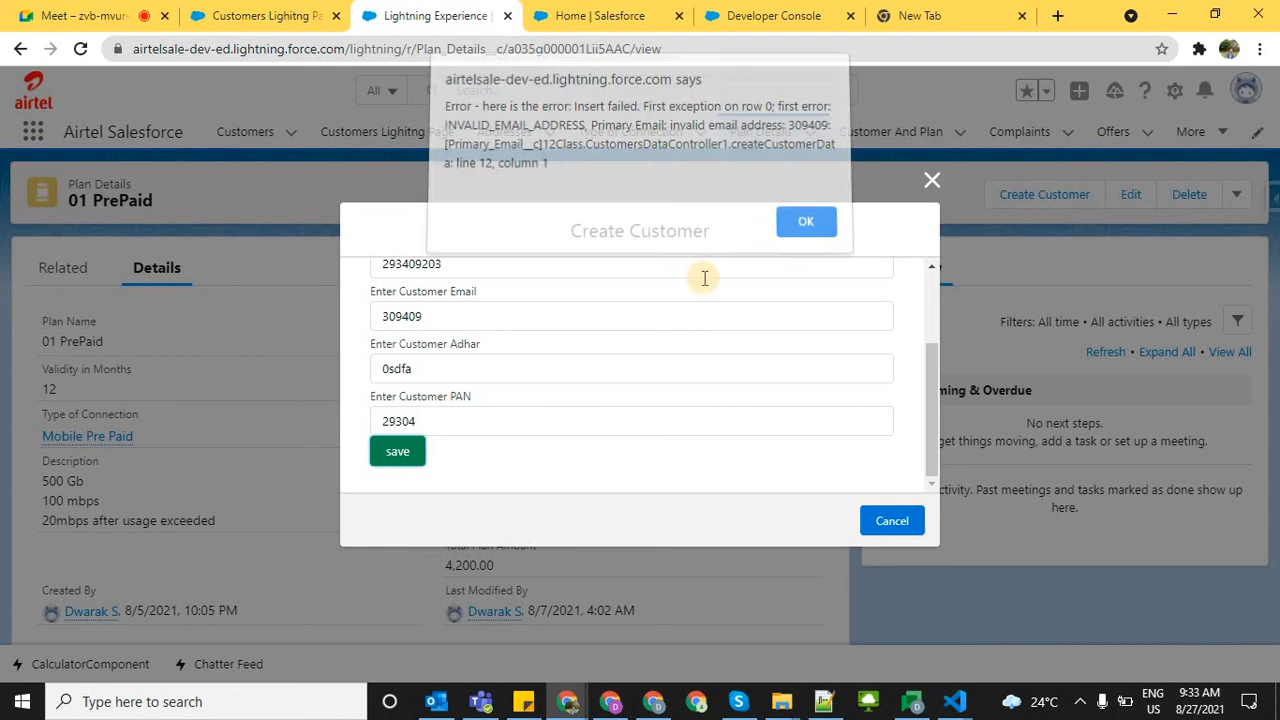 Meet – zvb-mvur-
Customers Lighitng Pa
Lightning Experience
Home | Salesforce
Developer Console
New Tab
airtelsale-dev-ed.lightning.force.com/lightning/r/Plan_Details__c/a035g000001Lii5AAC/view
airtel
All
Airtel Salesforce
Customers
Customers Lighitng Page
Customer And Plan
Complaints
Offers
More
airtelsale-dev-ed.lightning.force.com says
Error - here is the error: Insert failed. First exception on row 0; first error:
INVALID_EMAIL_ADDRESS, Primary Email: invalid email address: 309409:
[Primary_Email__c]12Class.CustomersDataController1.createCustomerDat
a: line 12, column 1
OK
Plan Details
01 PrePaid
Create Customer
Edit
Delete
Create Customer
Related
Details
293409203
Enter Customer Email
309409
Enter Customer Adhar
0sdfa
Enter Customer PAN
29304
save
Cancel
Plan Name
01 PrePaid
Validity in Months
12
Type of Connection
Mobile Pre Paid
Description
500 Gb
100 mbps
20mbps after usage exceeded
Total Plan Amount
4,200.00
Created By
Dwarak S, 8/5/2021, 10:05 PM
Last Modified By
Dwarak S, 8/7/2021, 4:02 AM
Filters: All time • All activities • All types
Refresh • Expand All • View All
ming & Overdue
No next steps.
get things moving, add a task or set up a meeting.
ctivity. Past meetings and tasks marked as done show up
here.
CalculatorComponent
Chatter Feed
Type here to search
24°C
ENG
US
9:33 AM
8/27/2021